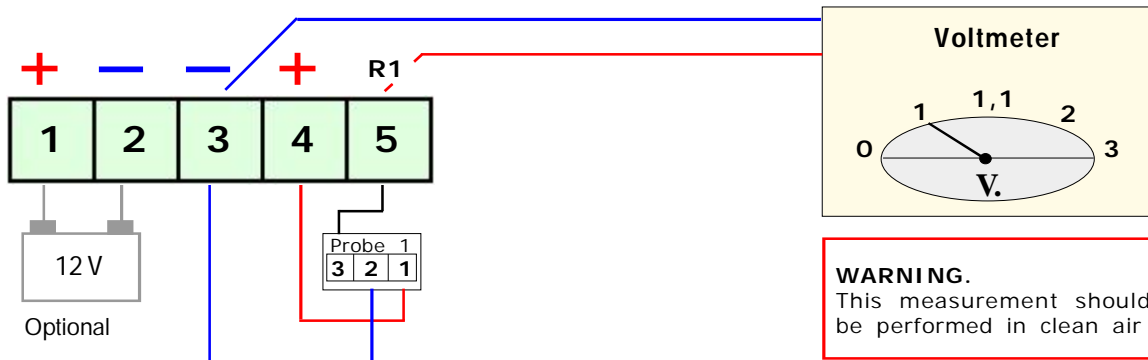 + − − + R1
1 2 3 4 5
12V
Optional
Probe 1
3 2 1
Voltmeter
0 1 1,1 2 3
V.
WARNING.
This measurement should
be performed in clean air